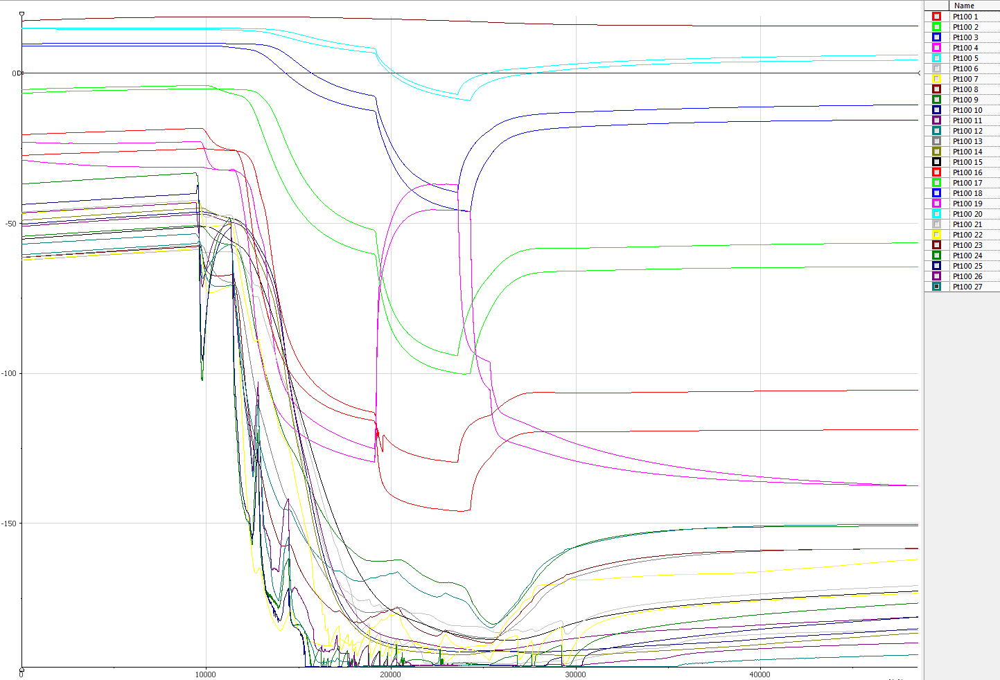 Name
Pt100 1
Pt100 2
Pt100 3
Pt100 4
Pt100 5
Pt100 6
Pt100 7
Pt100 8
Pt100 9
Pt100 10
Pt100 11
Pt100 12
Pt100 13
Pt100 14
Pt100 15
Pt100 16
Pt100 17
Pt100 18
Pt100 19
Pt100 20
Pt100 21
Pt100 22
Pt100 23
Pt100 24
Pt100 25
Pt100 26
Pt100 27
0
-50
-100
-150
0
10000
20000
30000
40000